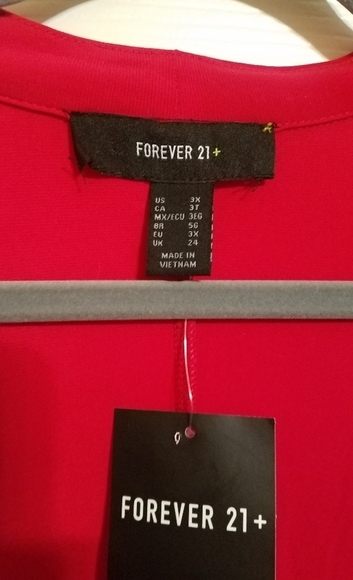 FOREVER 21+
US 3X
CA 3T
MX/ECU 3EG
BR 5G
EU 3X
UK 24
MADE IN
VIETNAM
FOREVER 21+